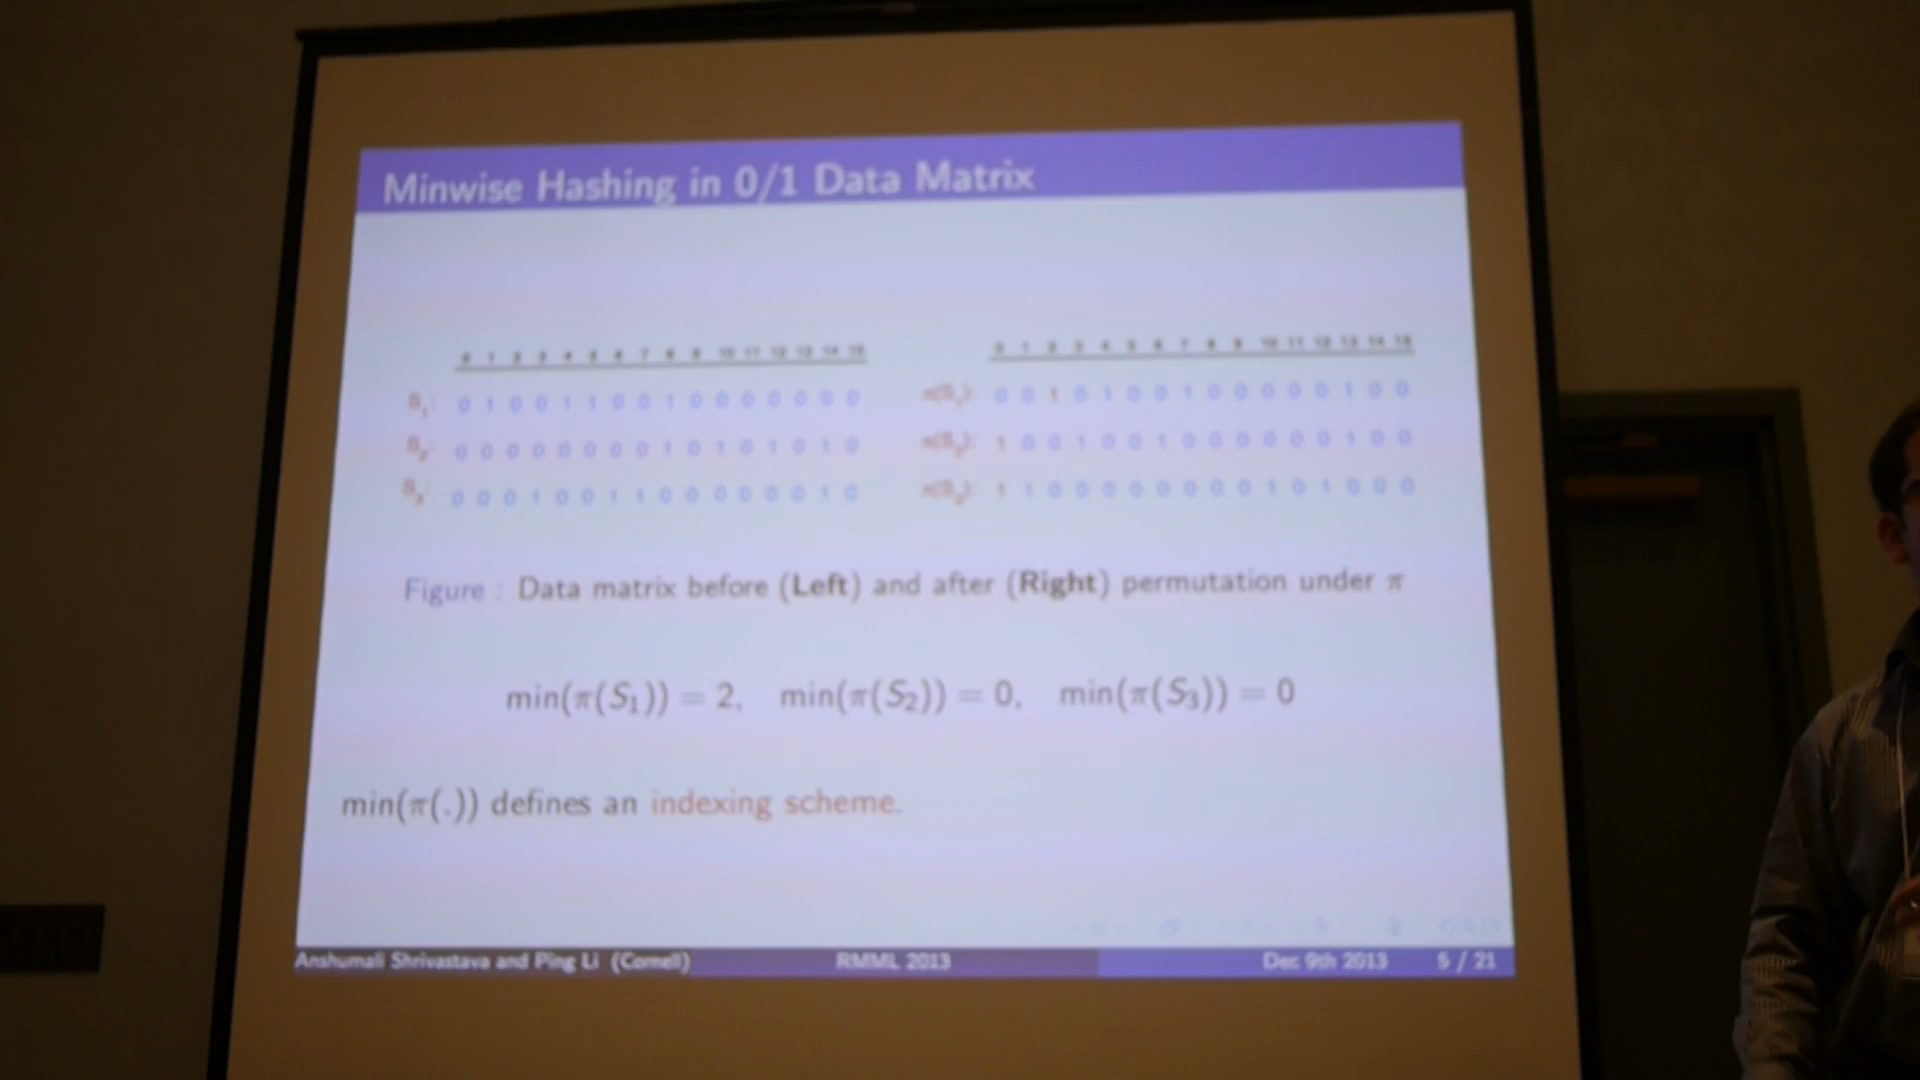 Minwise Hashing in 0/1 Data Matrix
0 1 2 3 4 5 6 7 8 9 10 11 12 13 14 15
S1: 0 1 0 0 1 1 0 0 1 0 0 0 0 0 0 0
S2: 0 0 0 0 0 0 0 0 1 0 1 0 1 0 1 0
S3: 0 0 0 1 0 0 1 1 0 0 0 0 0 0 1 0
0 1 2 3 4 5 6 7 8 9 10 11 12 13 14 15
π(S1): 0 0 1 0 1 0 0 1 0 0 0 0 0 1 0 0
π(S2): 1 0 0 1 0 0 1 0 0 0 0 0 0 1 0 0
π(S3): 1 1 0 0 0 0 0 0 0 0 1 0 1 0 0 0
Figure : Data matrix before (Left) and after (Right) permutation under π
min(π(S1)) = 2, min(π(S2)) = 0, min(π(S3)) = 0
min(π(.)) defines an indexing scheme.
Anshumali Shrivastava and Ping Li (Cornell) RMML 2013 Dec 9th 2013 5 / 21